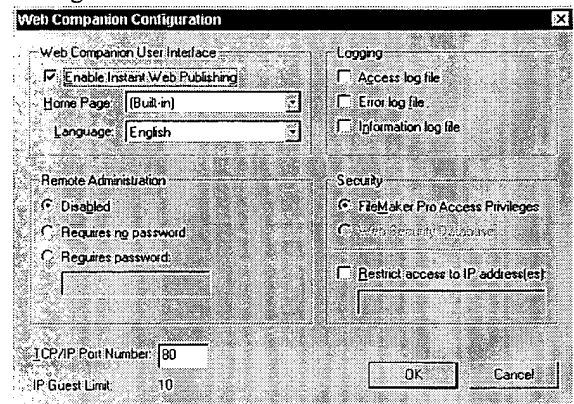 Web Companion Configuration
Web Companion User Interface
Enable Instant Web Publishing
Home Page: (Built-in)
Language: English
Logging
Access log file
Error log file
Information log file
Remote Administration
Disabled
Requires no password
Requires password:
Security
FileMaker Pro Access Privileges
Web Security Database
Restrict access to IP address(es):
TCP/IP Port Number: 80
IP Guest Limit: 10
OK
Cancel